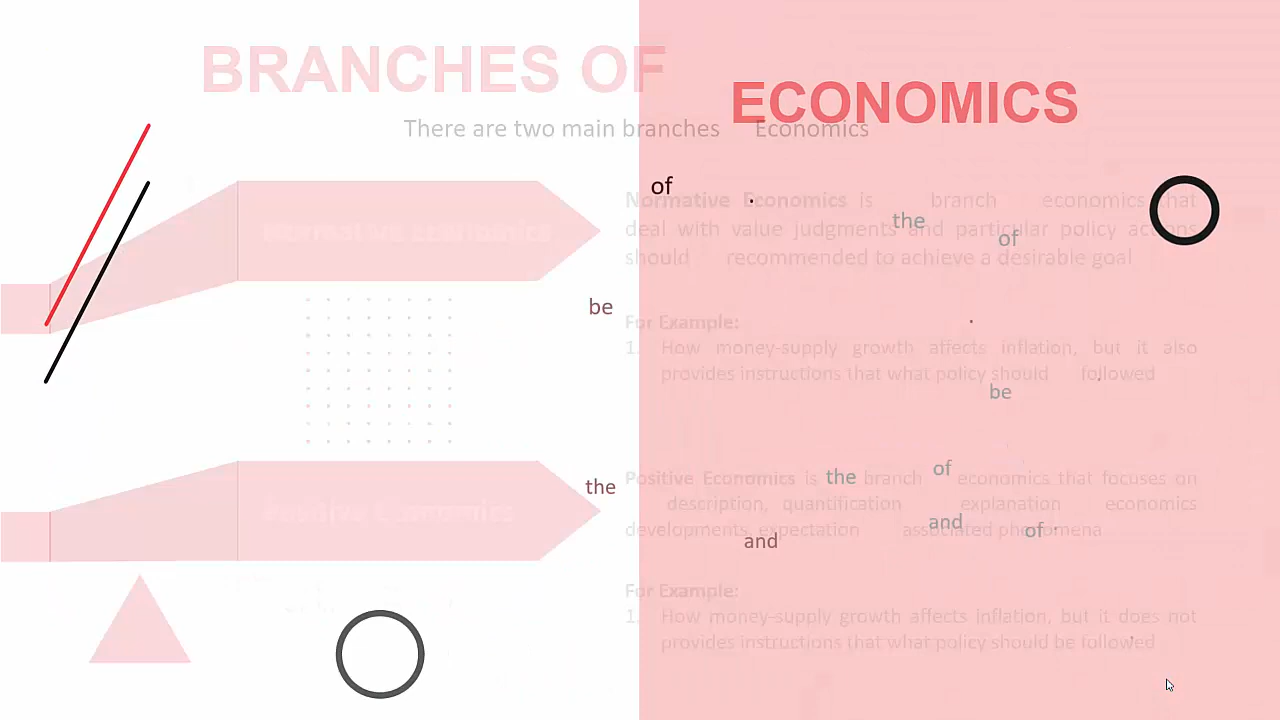 BRANCHES OF ECONOMICS
There are two main branches of Economics
Normative Economics
Normative Economics is the branch of economics that
deal with value judgments and particular policy actions
should be recommended to achieve a desirable goal
For Example:
1. How money-supply growth affects inflation, but it also
provides instructions that what policy should be followed
Positive Economics
Positive Economics is the branch of economics that focuses on
the description, quantification and explanation of economics
developments, expectation and associated phenomena
For Example:
1. How money-supply growth affects inflation, but it does not
provides instructions that what policy should be followed